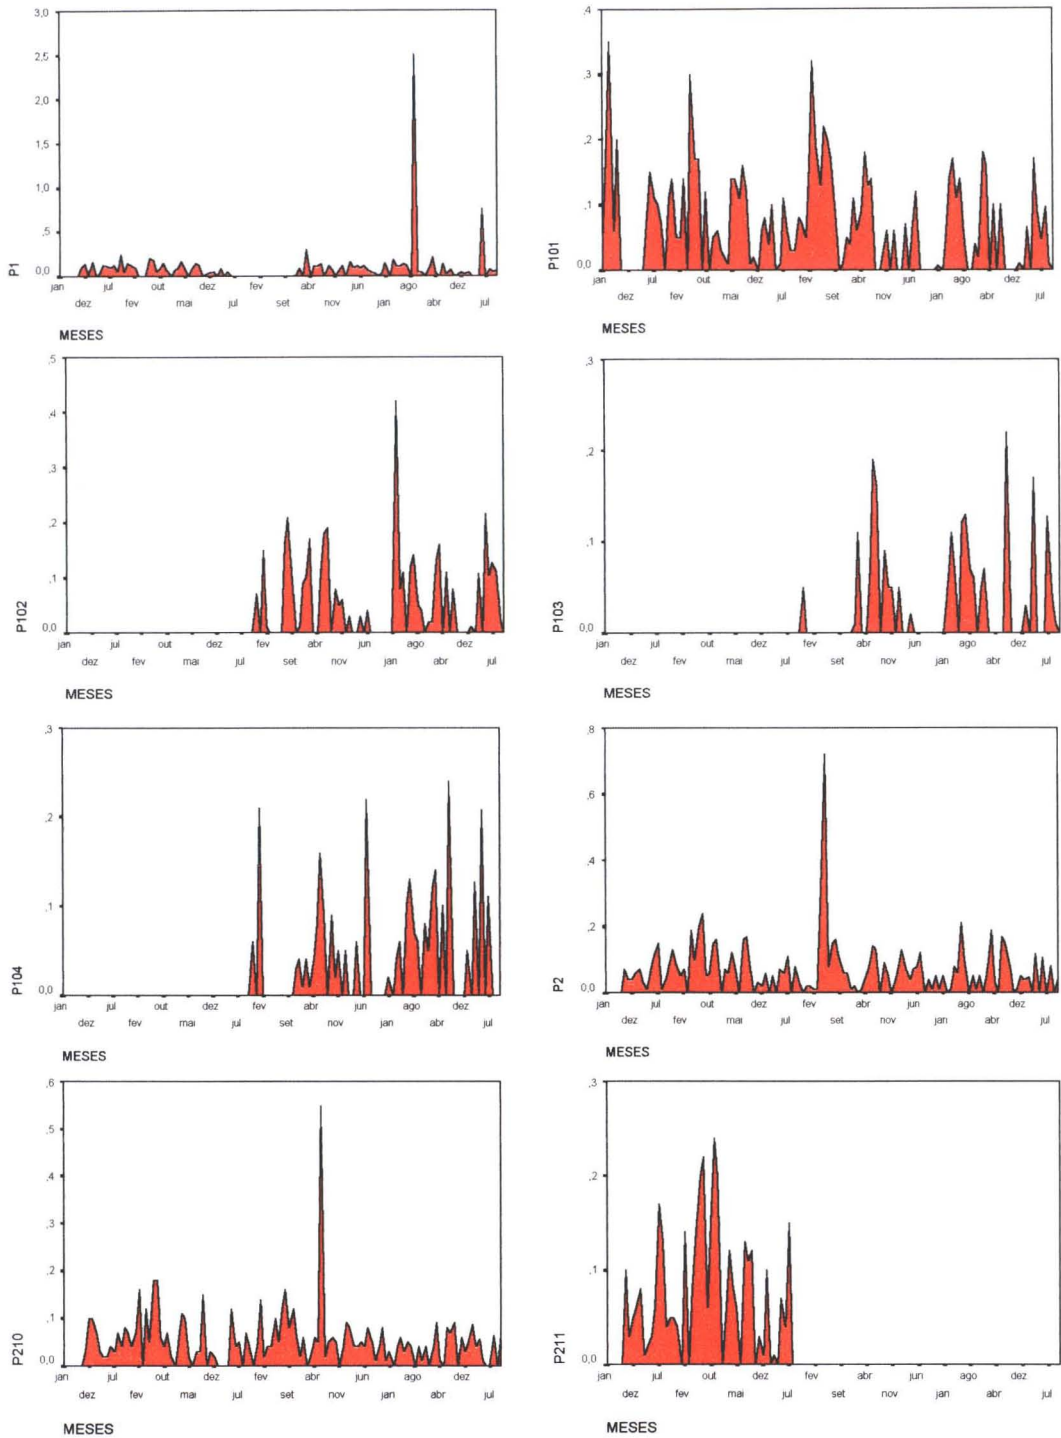 3,0
2,5
2,0
1,5
1,0
,5
0,0
P1
jan jul out dez fev abr jun ago dez
dez fev mai jul set nov jan abr jul
MESES
,4
,3
,2
,1
0,0
P101
jan jul out dez fev abr jun ago dez
dez fev mai jul set nov jan abr jul
MESES
,5
,4
,3
,2
,1
0,0
P102
jan jul out dez fev abr jun ago dez
dez fev mai jul set nov jan abr jul
MESES
,3
,2
,1
0,0
P103
jan jul out dez fev abr jun ago dez
dez fev mai jul set nov jan abr jul
MESES
,3
,2
,1
0,0
P104
jan jul out dez fev abr jun ago dez
dez fev mai jul set nov jan abr jul
MESES
,8
,6
,4
,2
0,0
P2
jan jul out dez fev abr jun ago dez
dez fev mai jul set nov jan abr jul
MESES
,6
,5
,4
,3
,2
,1
0,0
P210
jan jul out dez fev abr jun ago dez
dez fev mai jul set nov jan abr jul
MESES
,3
,2
,1
0,0
P211
jan jul out dez fev abr jun ago dez
dez fev mai jul set nov jan abr jul
MESES